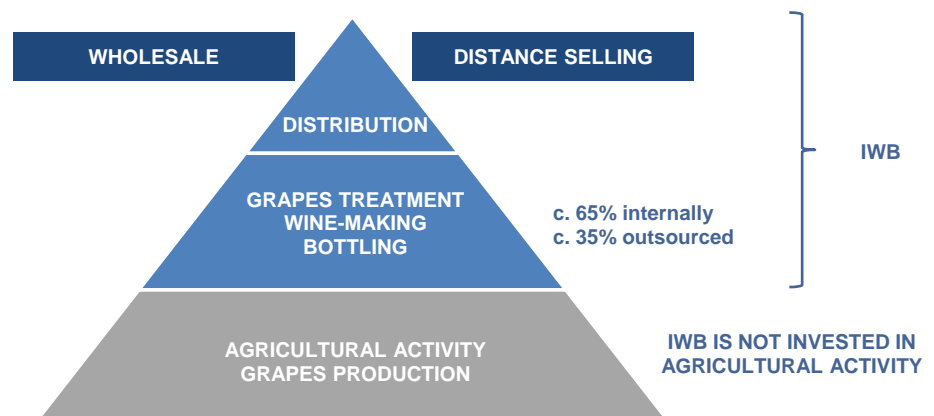 WHOLESALE
DISTANCE SELLING
DISTRIBUTION
IWB
GRAPES TREATMENT
WINE-MAKING
BOTTLING
c. 65% internally
c. 35% outsourced
AGRICULTURAL ACTIVITY
GRAPES PRODUCTION
IWB IS NOT INVESTED IN
AGRICULTURAL ACTIVITY